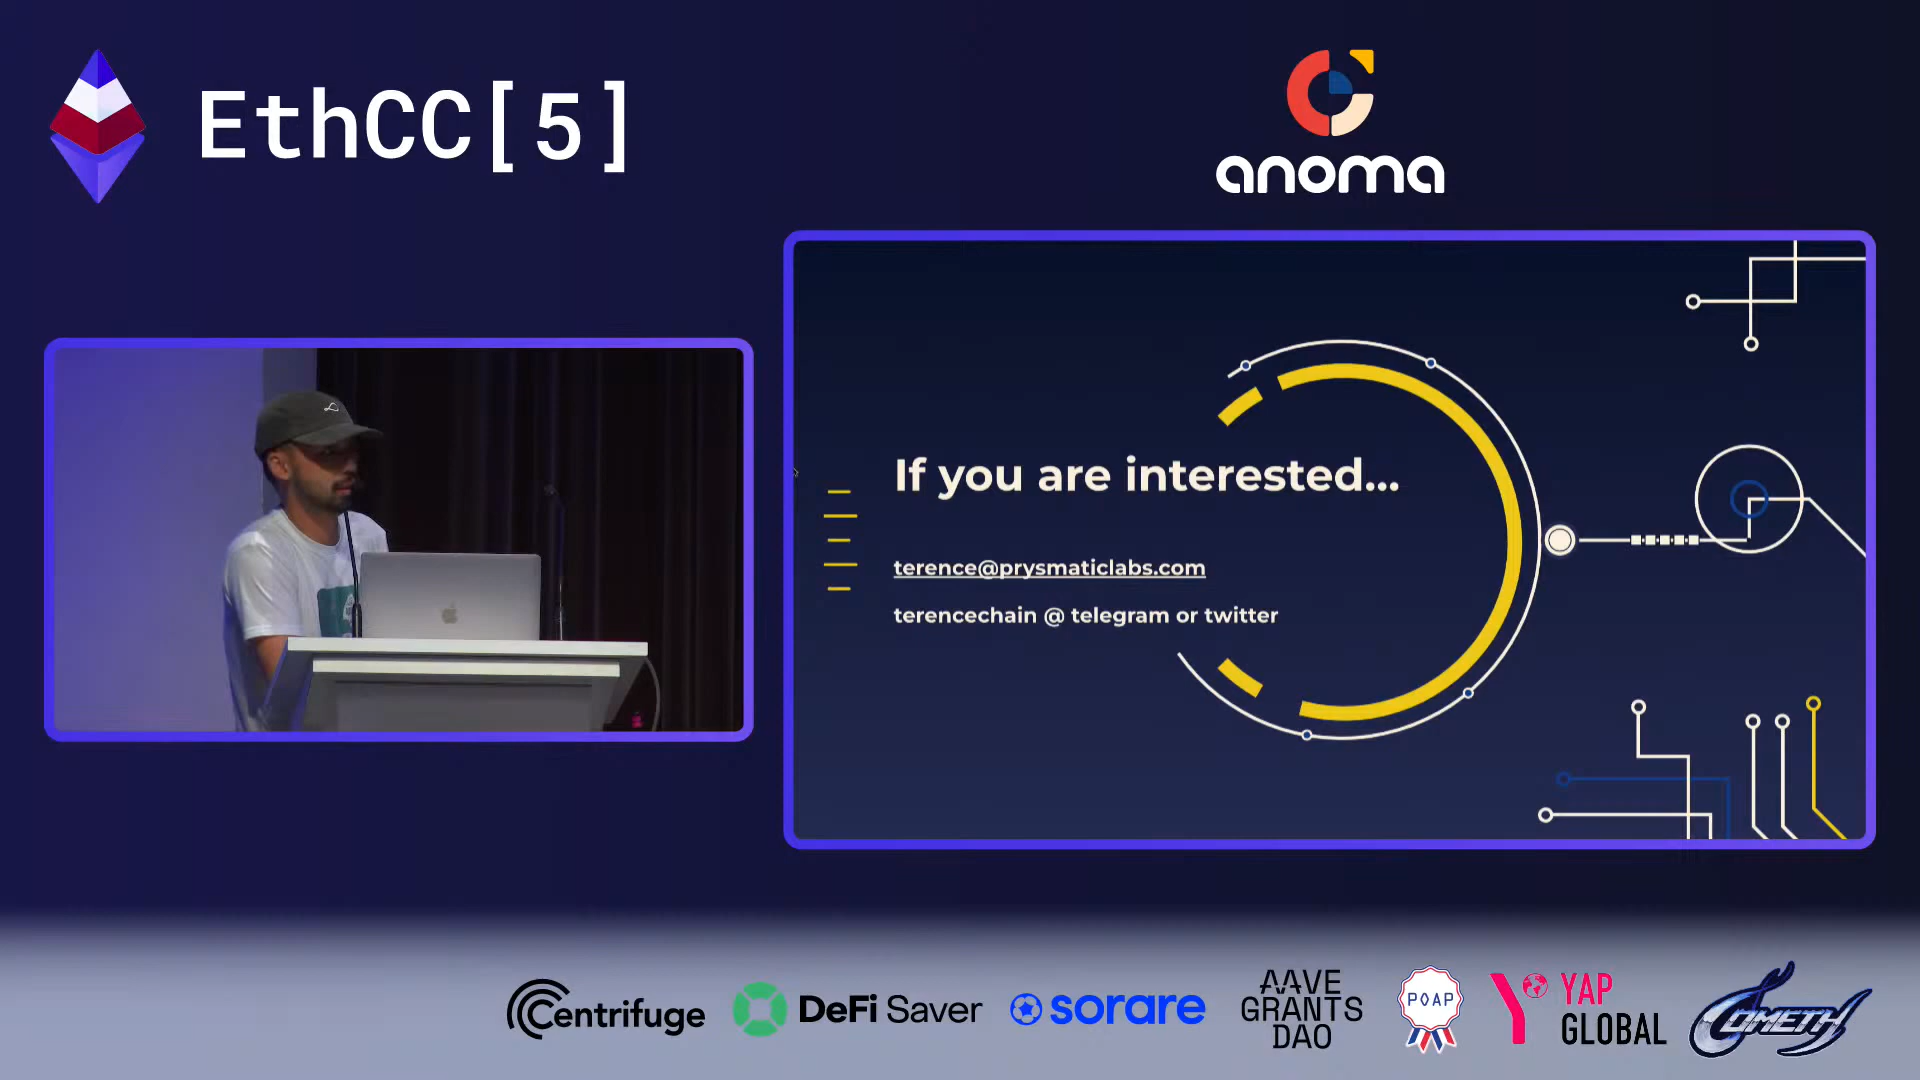 EthCC[5]
anoma
If you are interested...
terence@prysmaticlabs.com
terencechain @ telegram or twitter
Centrifuge
DeFi Saver
sorare
AAVE
GRANTS
DAO
POAP
YAP
GLOBAL
COMETH